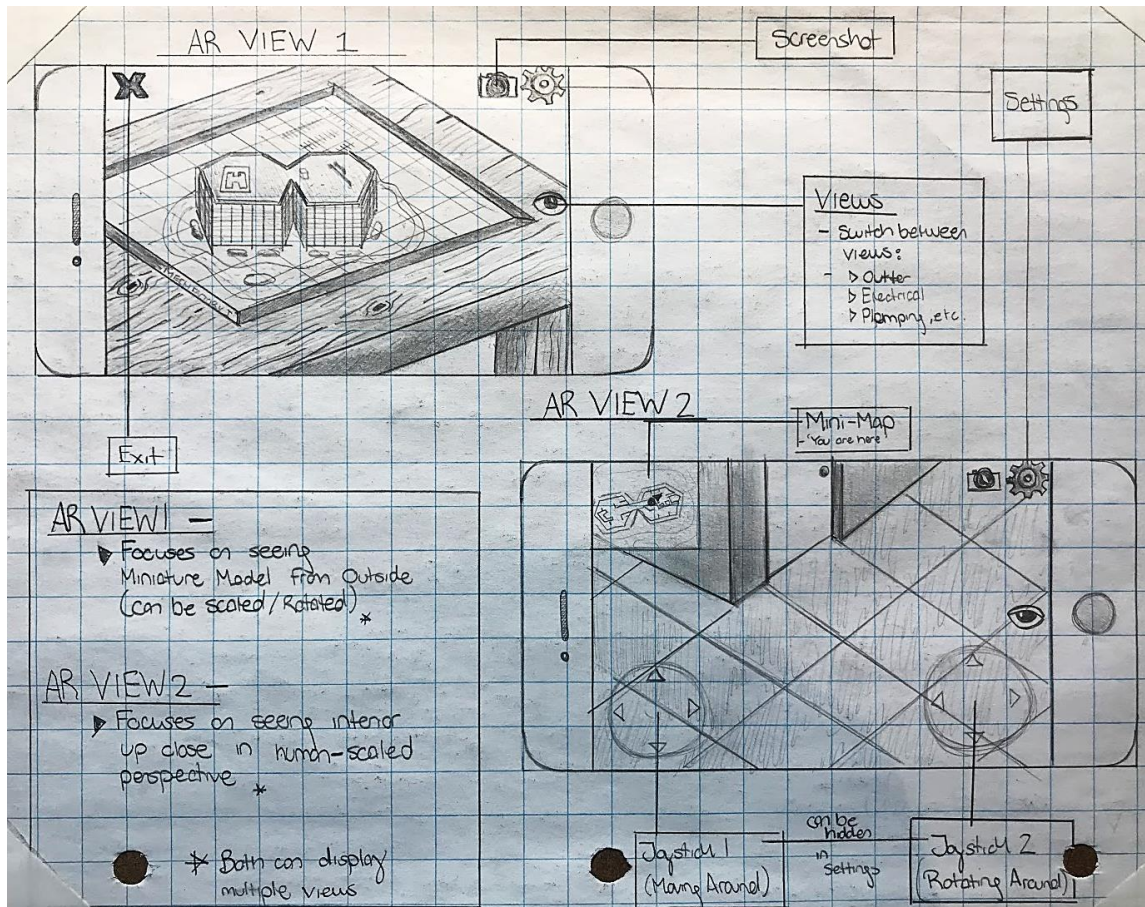 AR VIEW 1
Screenshot
Settings
Views
- Switch between
views:
- ▷ Outter
▷ Electrical
▷ Plumping, etc.
Exit
AR VIEW 2
Mini-Map
- "You are here
AR VIEW1 —
▶ Focuses on seeing
Miniature Model From Outside
(can be scaled/Rotated) *
AR VIEW2 —
▶ Focuses on seeing interior
up close in human-scaled
perspective *
* Both can display
multiple views
Joystick 1
(Moving Around)
can be
hidden
in
Settings
Joystick 2
(Rotating Around)